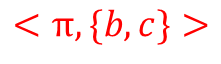 < π, {b, c} >